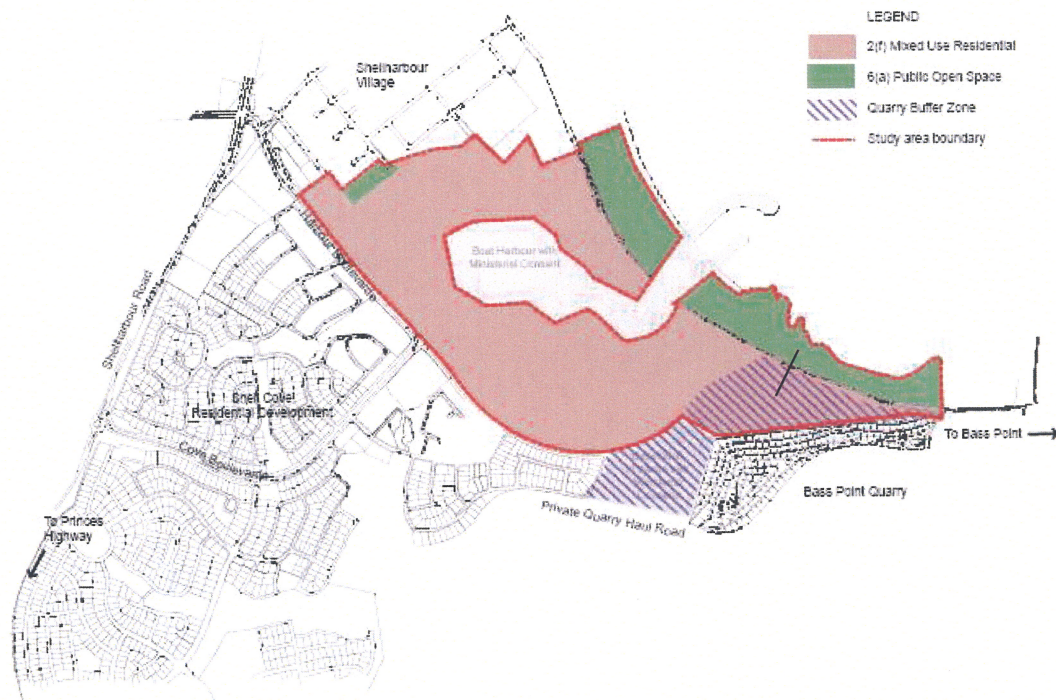 LEGEND
2(f) Mixed Use Residential
6(a) Public Open Space
Quarry Buffer Zone
Study area boundary
Shellharbour
Village
Boat Harbour with
Ministerial Consent
Harbour Boulevarde
Shellharbour Road
Shell Cove
Residential Development
Cove Boulevarde
To Bass Point
Bass Point Quarry
Private Quarry Haul Road
To Princes
Highway